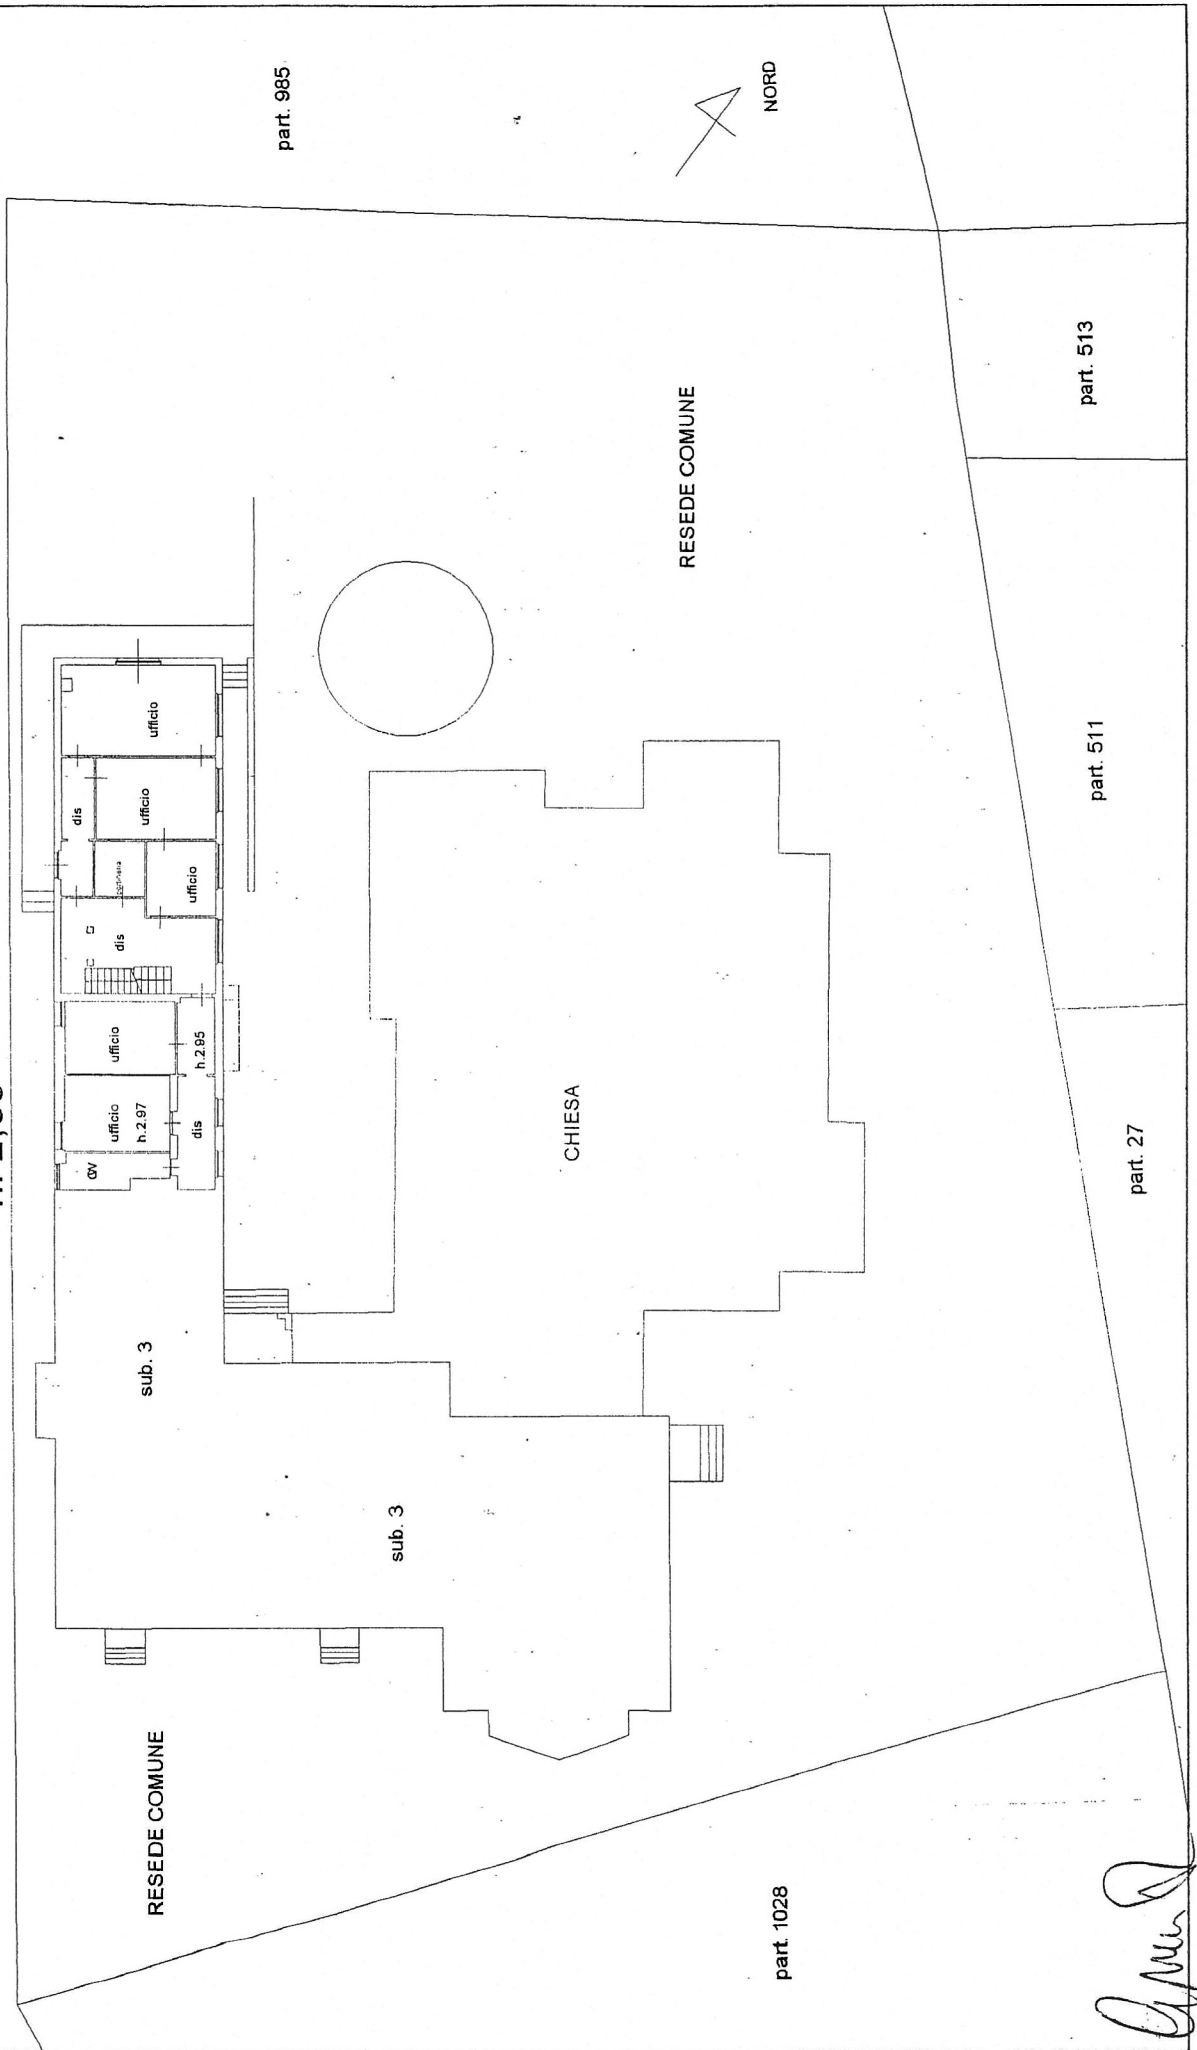 part. 985
NORD
RESEDE COMUNE
part. 513
part. 511
part. 27
ufficio
dis
ufficio
ufficio
dis
ufficio
h.2.95
ufficio
h.2.97
dis
CHIESA
sub. 3
sub. 3
RESEDE COMUNE
part. 1028